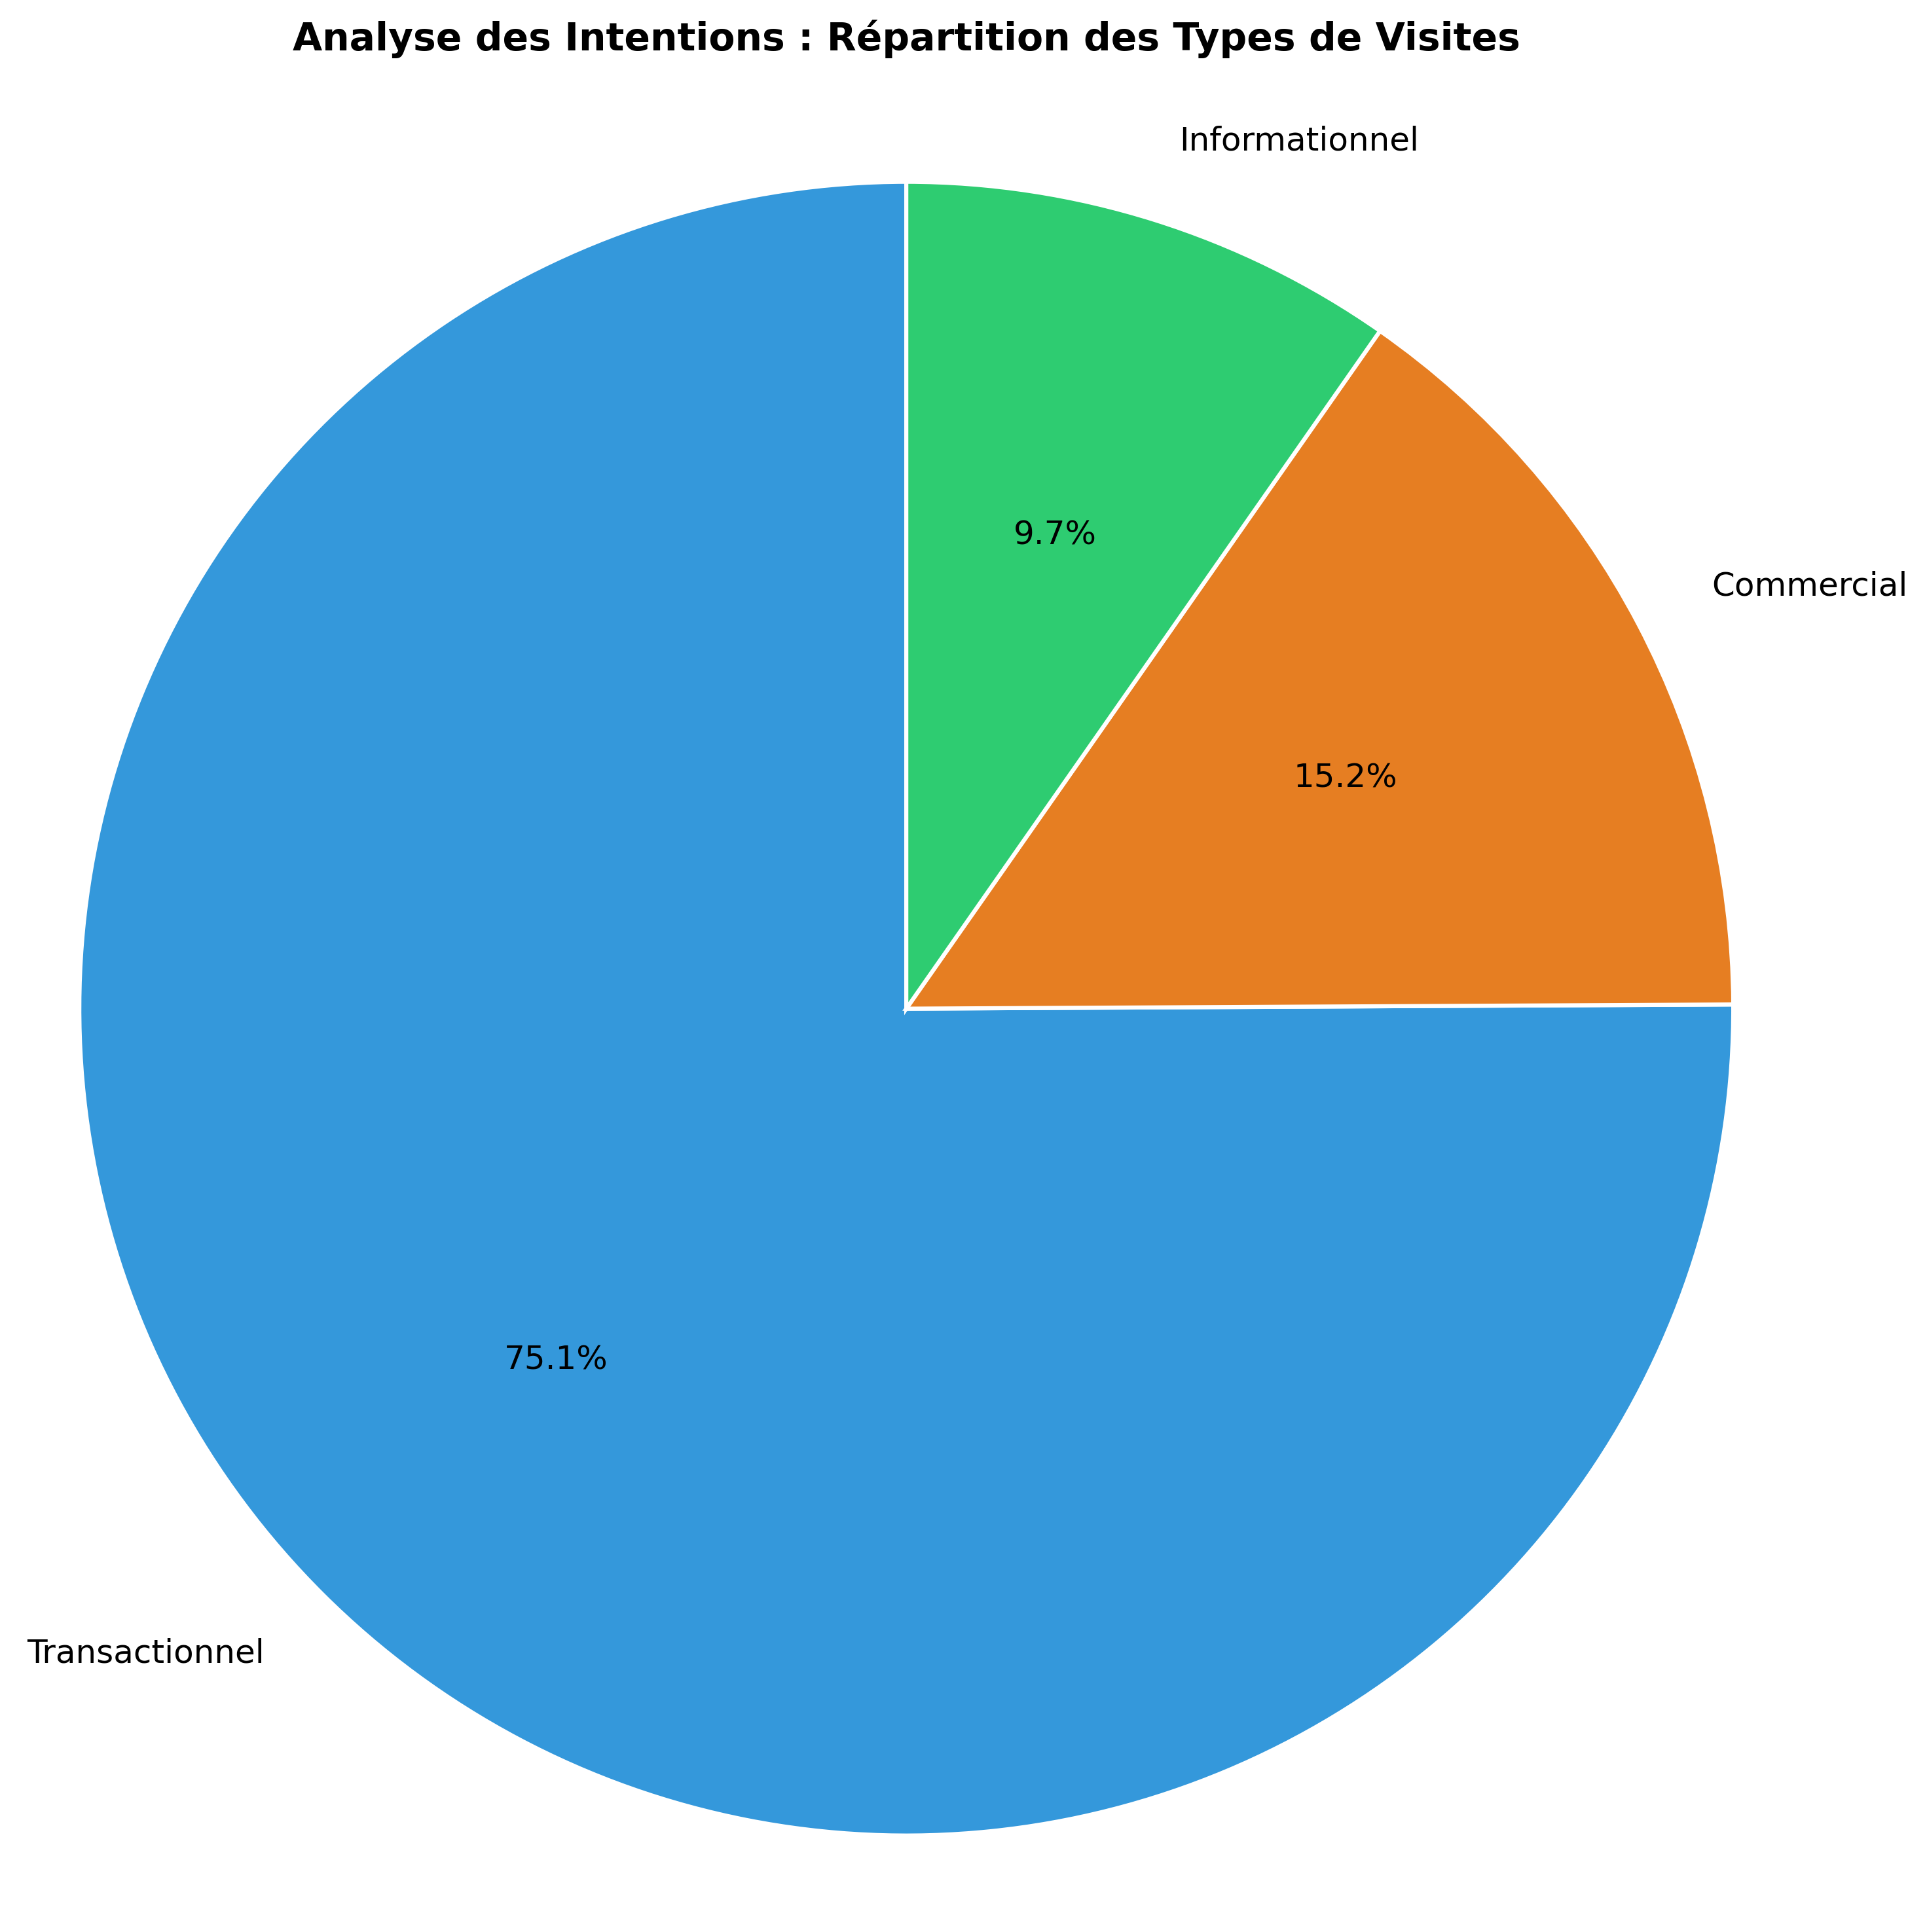 Analyse des Intentions : Répartition des Types de Visites
Informationnel
9.7%
Commercial
15.2%
75.1%
Transactionnel